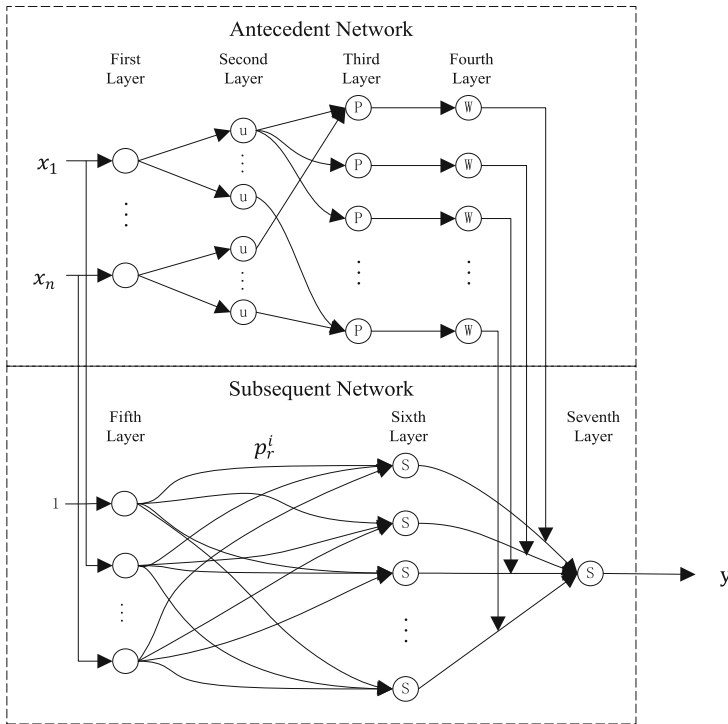 Antecedent Network
First Layer
Second Layer
Third Layer
Fourth Layer
x₁
⋮
xₙ
u
⋮
u
u
⋮
u
P
P
P
⋮
P
W
W
W
⋮
W
Subsequent Network
Fifth Layer
Sixth Layer
Seventh Layer
pᵣⁱ
1
⋮
S
S
S
⋮
S
S
y